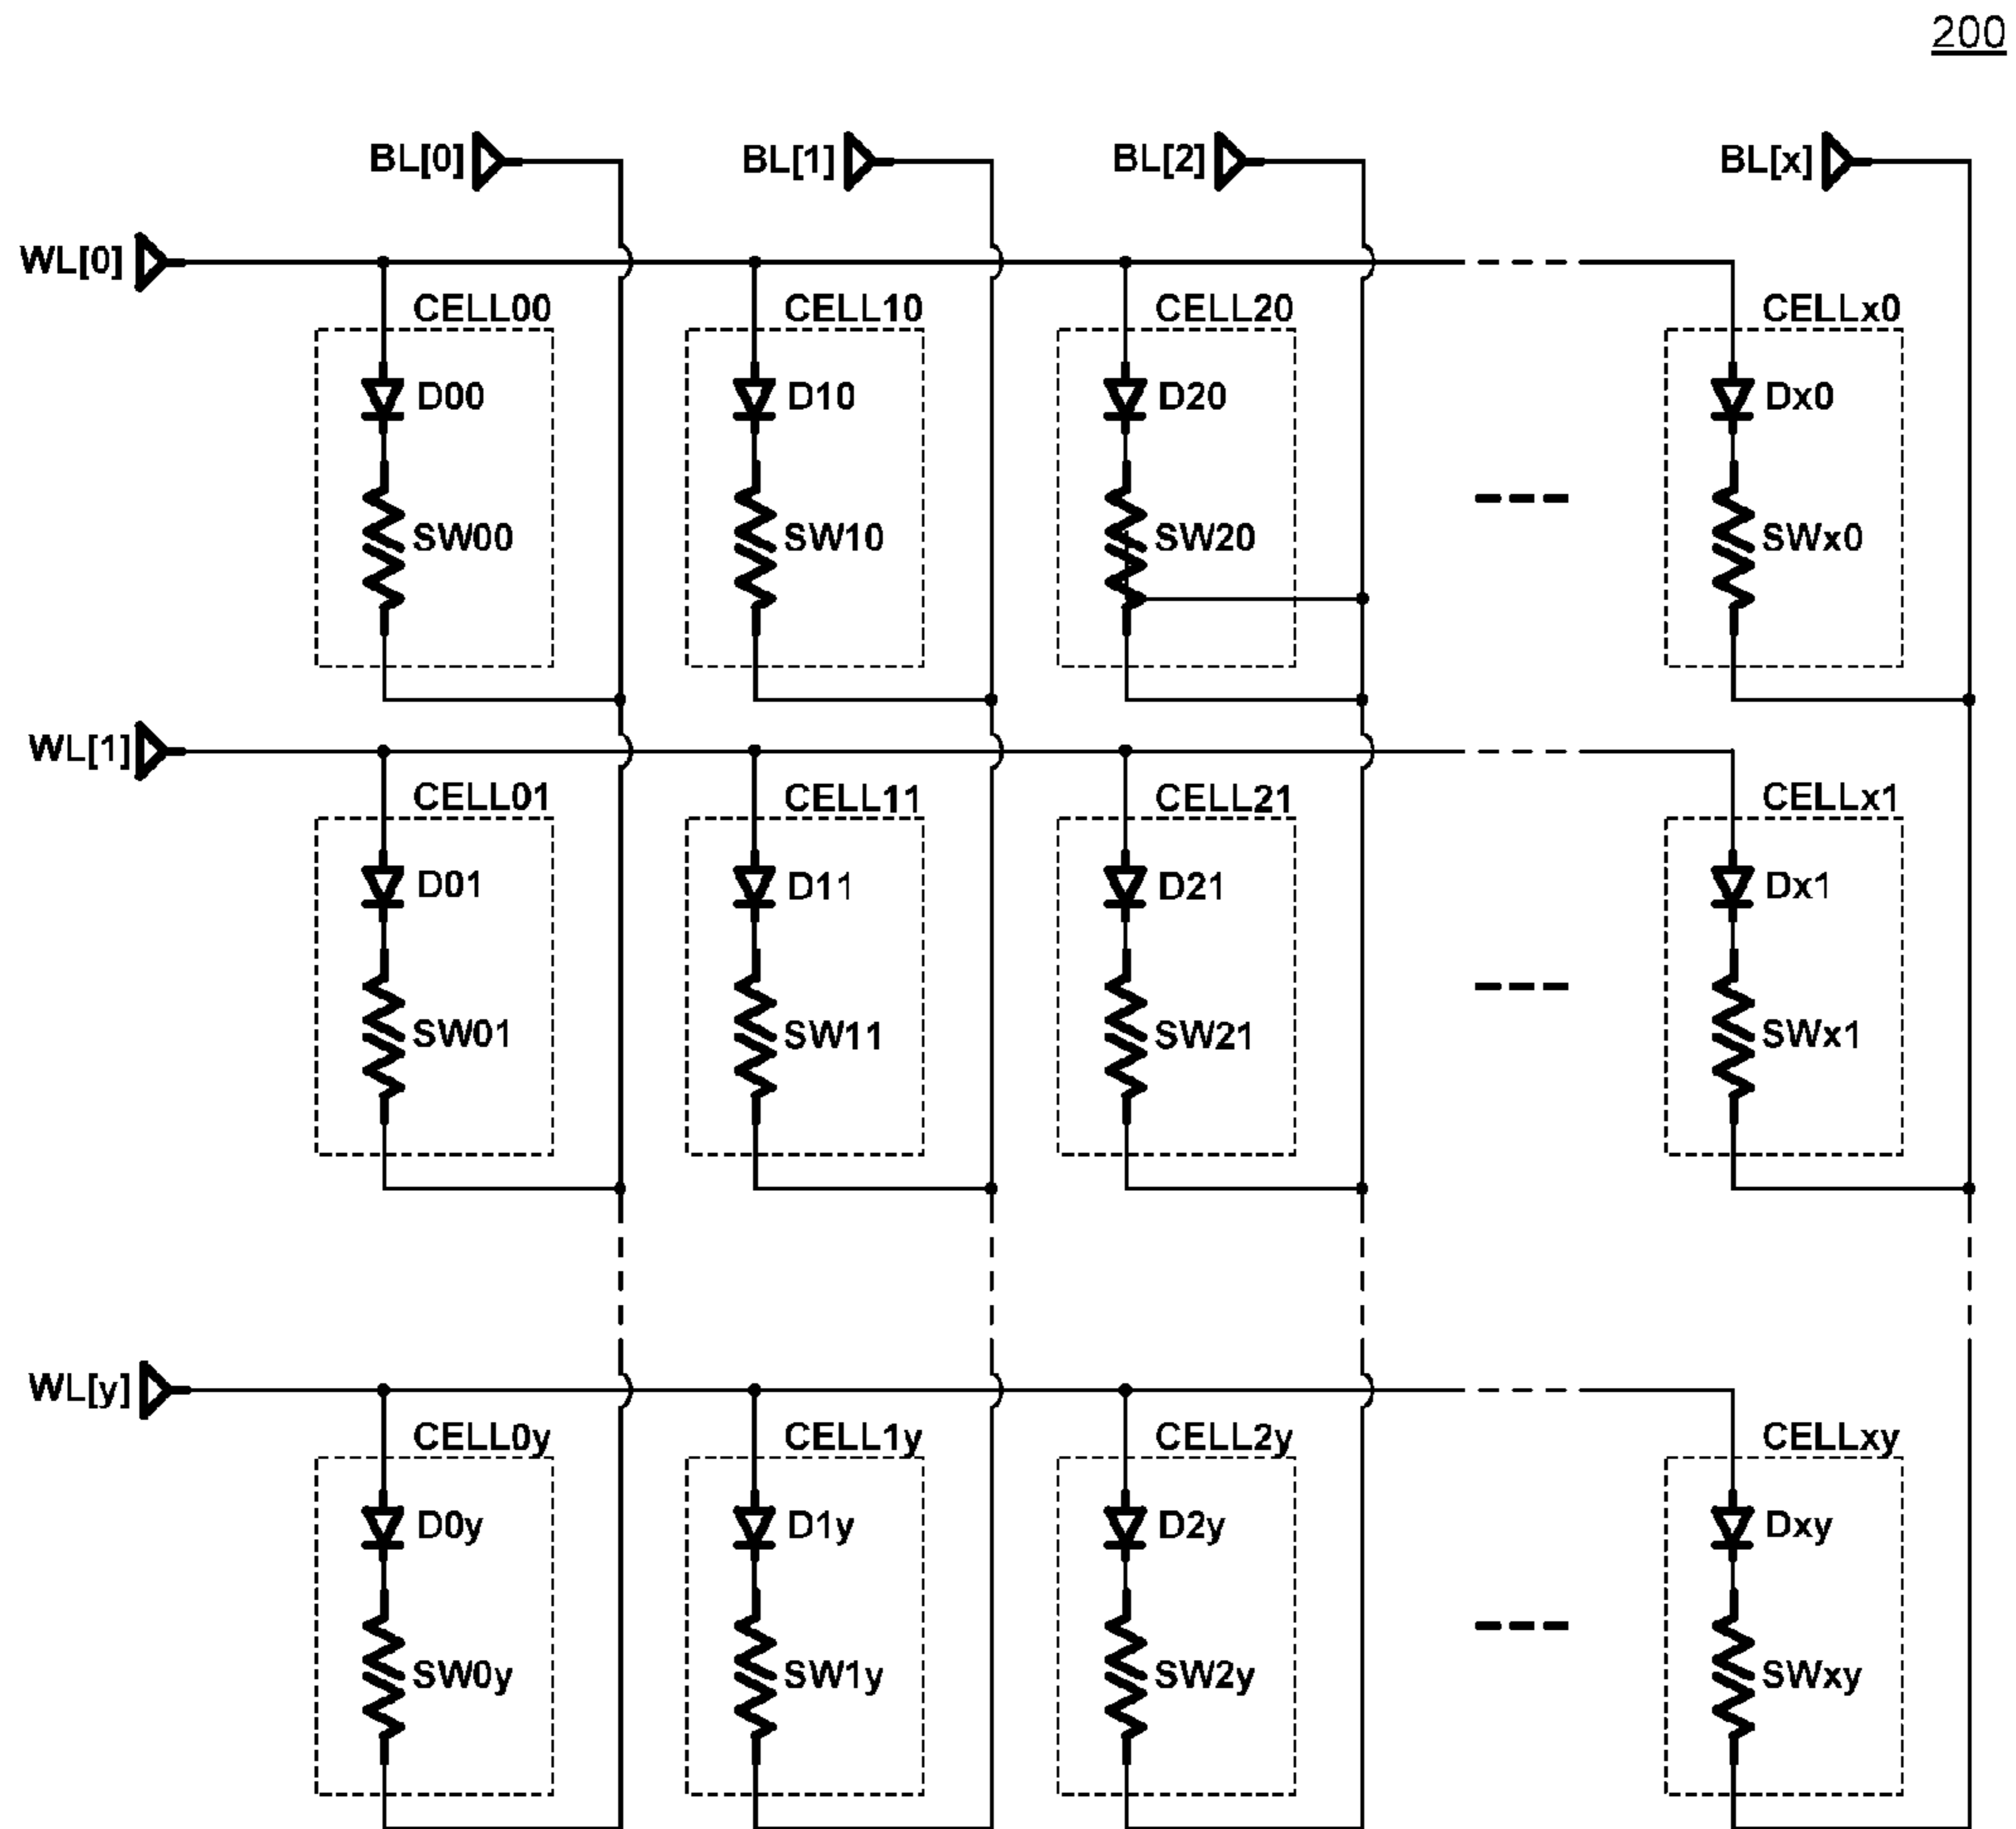 200
BL[0] BL[1] BL[2] BL[x]
WL[0]
CELL00 CELL10 CELL20 CELLx0
D00 D10 D20 Dx0
SW00 SW10 SW20 SWx0
WL[1]
CELL01 CELL11 CELL21 CELLx1
D01 D11 D21 Dx1
SW01 SW11 SW21 SWx1
WL[y]
CELL0y CELL1y CELL2y CELLxy
D0y D1y D2y Dxy
SW0y SW1y SW2y SWxy